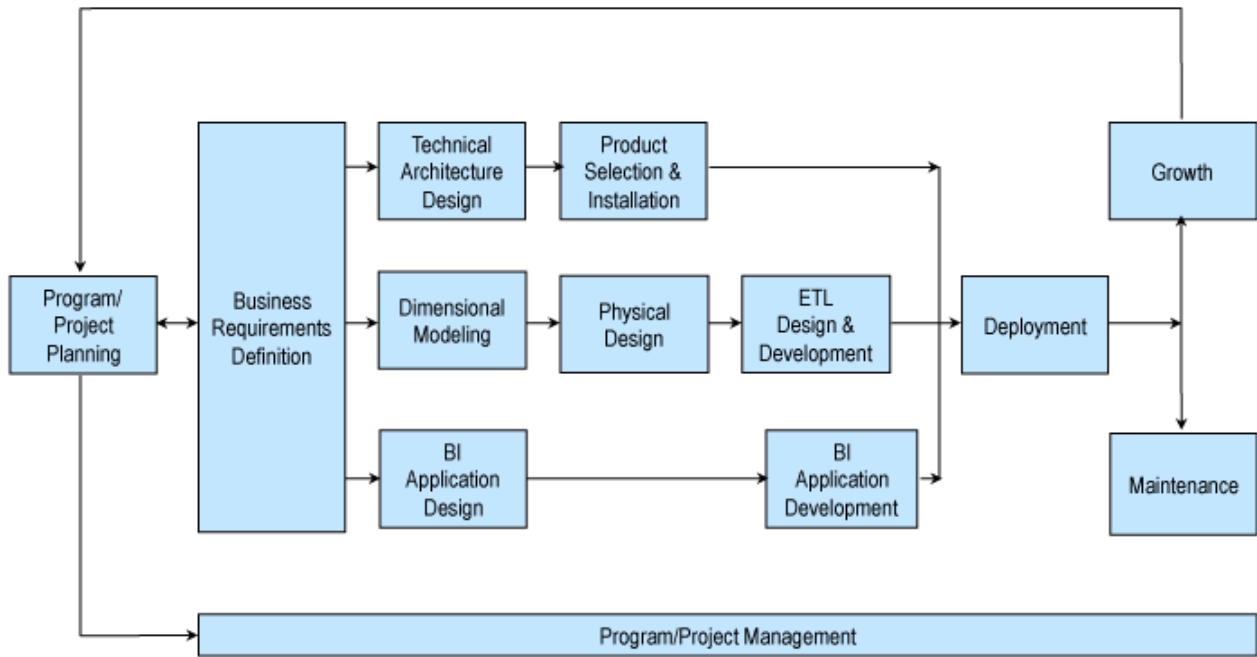 Technical
Architecture
Design
Product
Selection &
Installation
Growth
Program/
Project
Planning
Business
Requirements
Definition
Dimensional
Modeling
Physical
Design
ETL
Design &
Development
Deployment
BI
Application
Design
BI
Application
Development
Maintenance
Program/Project Management